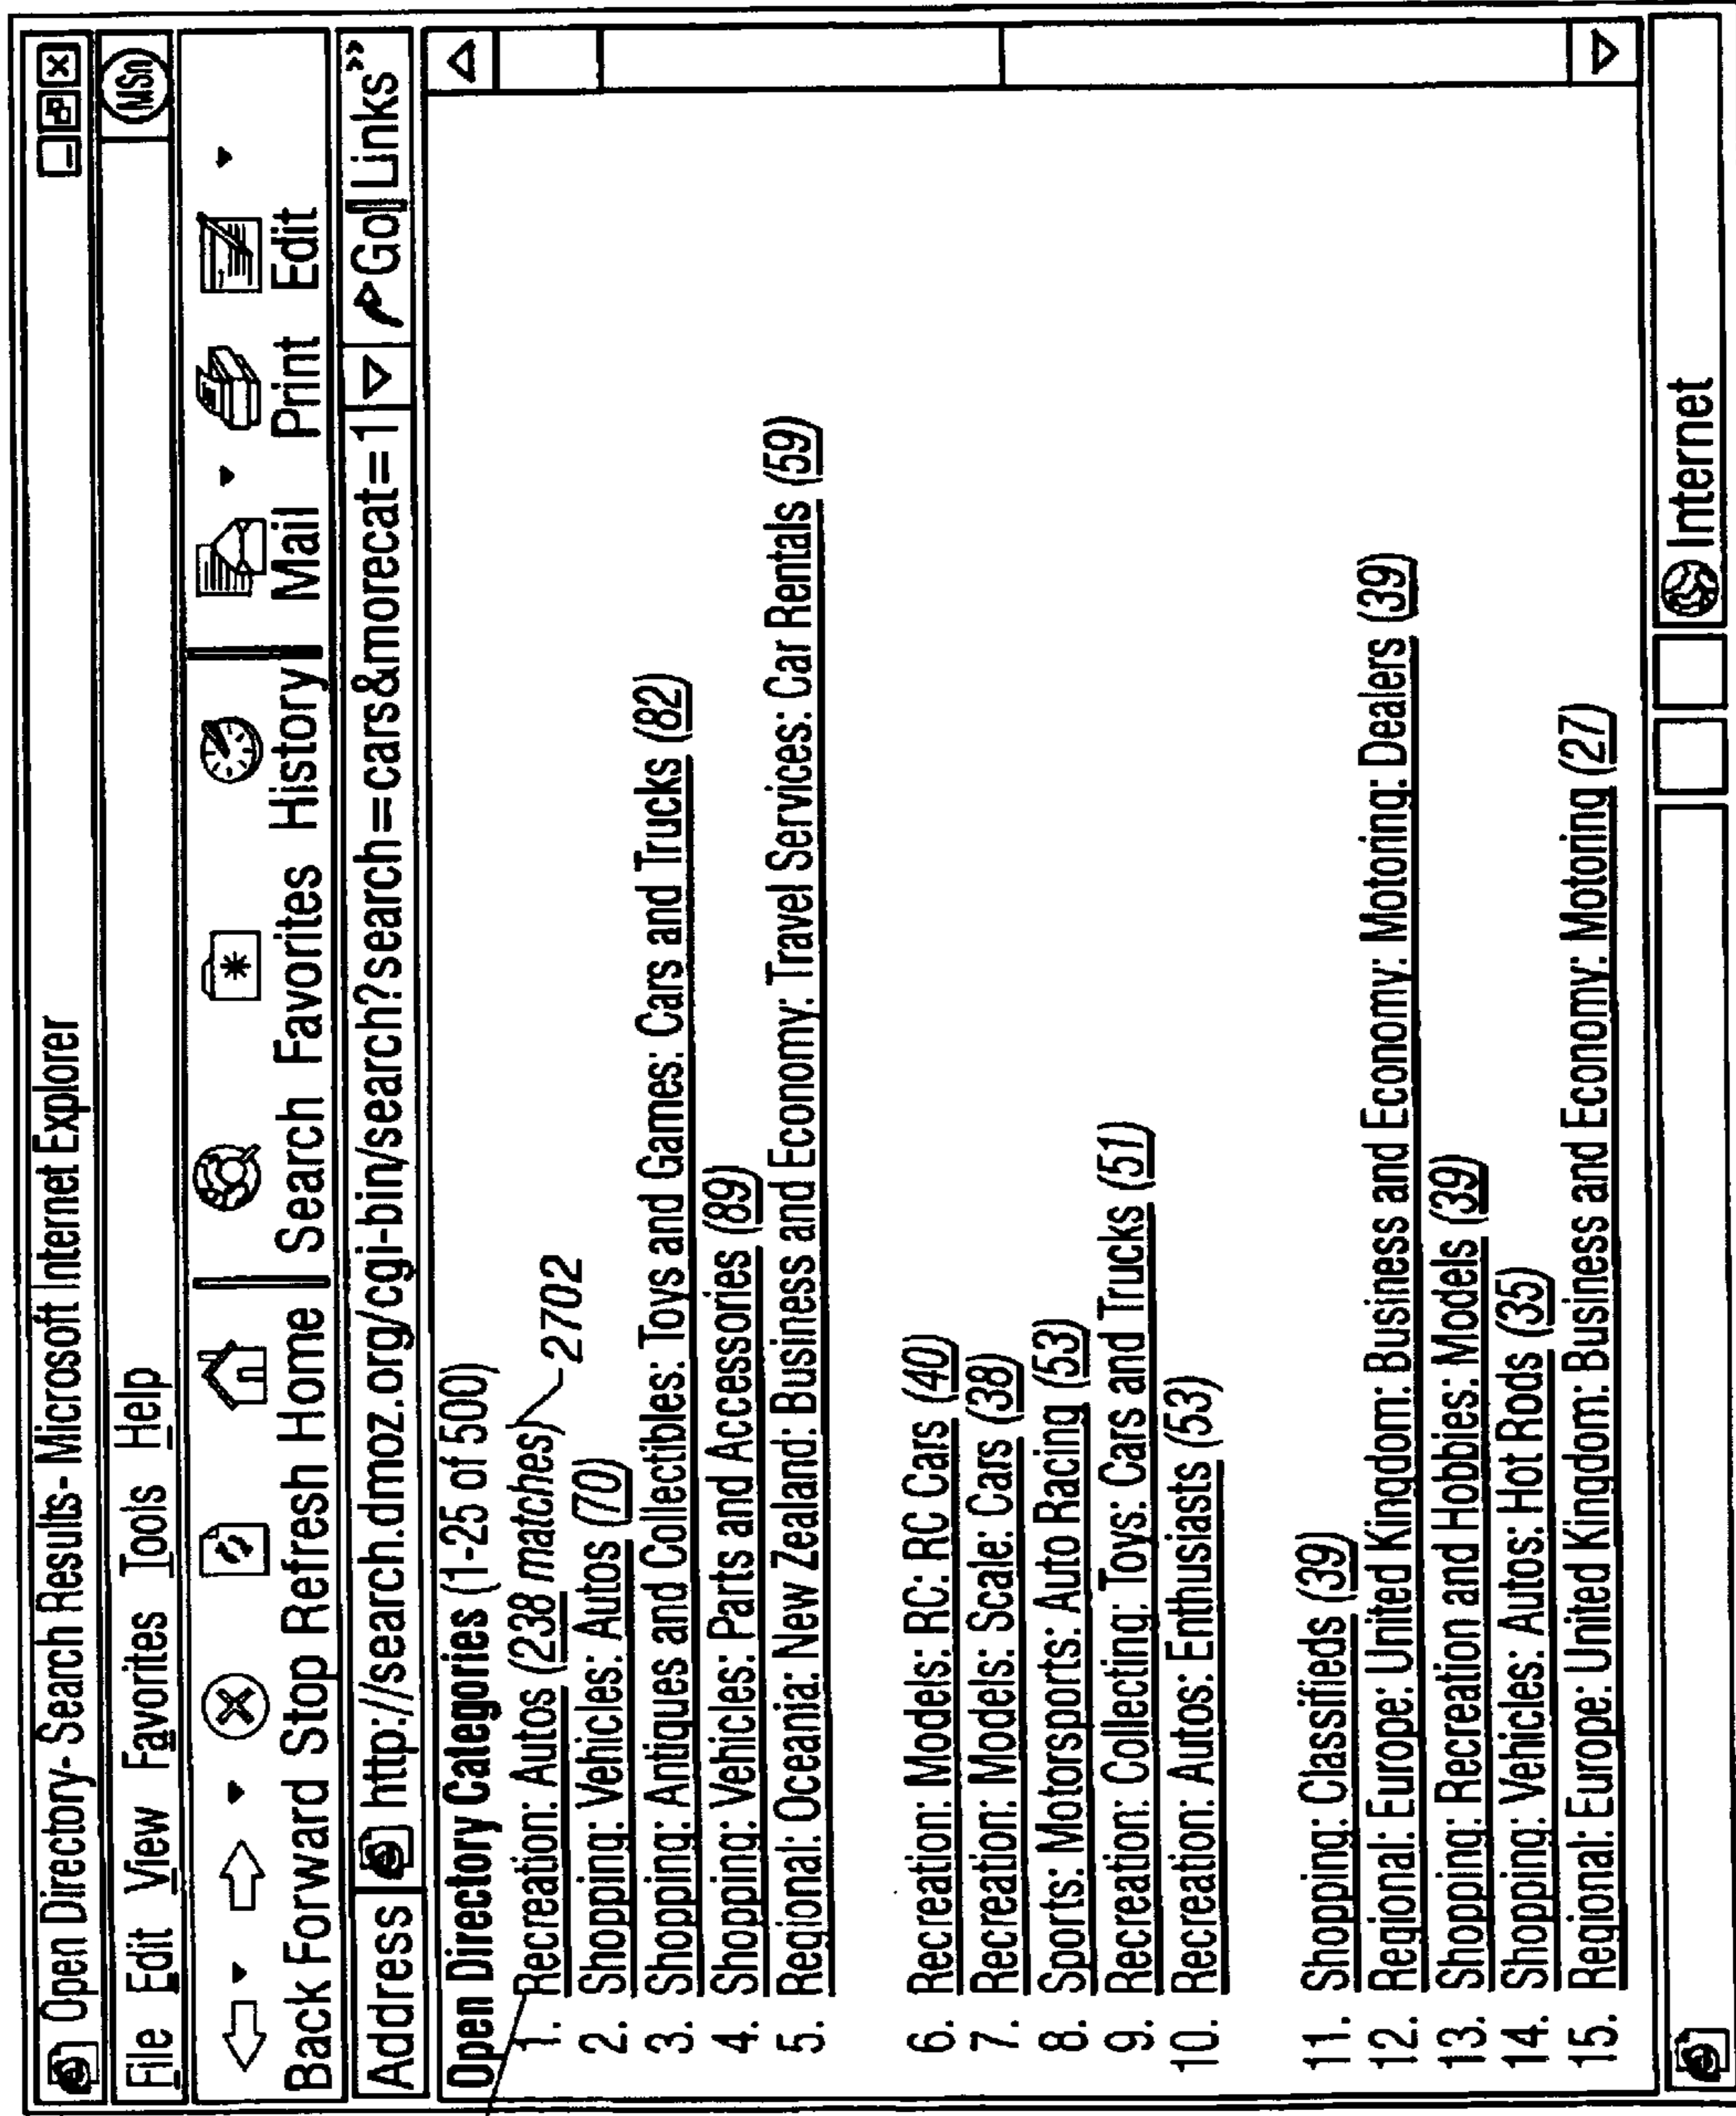 Open Directory- Search Results- Microsoft Internet Explorer
File Edit View Favorites Tools Help
MSn
Back Forward Stop Refresh Home Search Favorites History Mail Print Edit
Address http://search.dmoz.org/cgi-bin/search?search=cars&morecat=1 Go Links »
Open Directory Categories (1-25 of 500)
1. Recreation: Autos (238 matches) 2702
2. Shopping: Vehicles: Autos (70)
3. Shopping: Antiques and Collectibles: Toys and Games: Cars and Trucks (82)
4. Shopping: Vehicles: Parts and Accessories (89)
5. Regional: Oceania: New Zealand: Business and Economy: Travel Services: Car Rentals (59)
6. Recreation: Models: RC: RC Cars (40)
7. Recreation: Models: Scale: Cars (38)
8. Sports: Motorsports: Auto Racing (53)
9. Recreation: Collecting: Toys: Cars and Trucks (51)
10. Recreation: Autos: Enthusiasts (53)
11. Shopping: Classifieds (39)
12. Regional: Europe: United Kingdom: Business and Economy: Motoring: Dealers (39)
13. Shopping: Recreation and Hobbies: Models (39)
14. Shopping: Vehicles: Autos: Hot Rods (35)
15. Regional: Europe: United Kingdom: Business and Economy: Motoring (27)
Internet